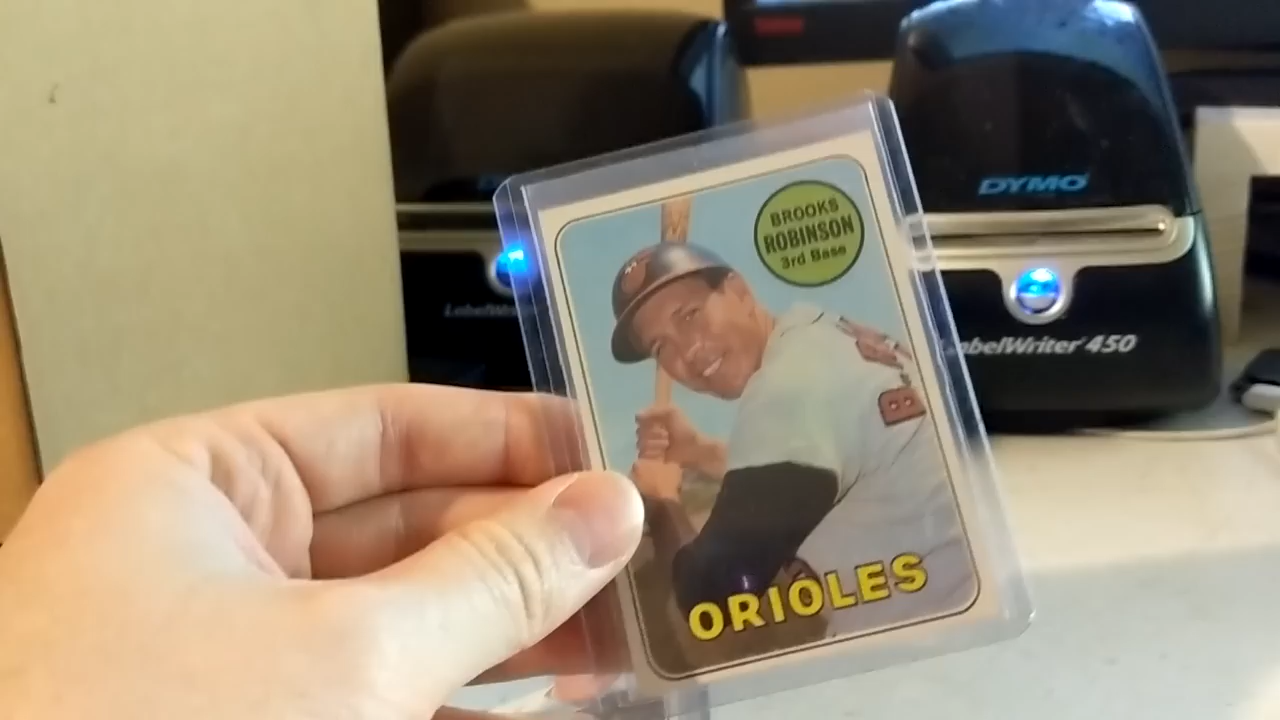 BROOKS
ROBINSON
3rd Base
B
ORIOLES
DYMO
LabelWriter 450